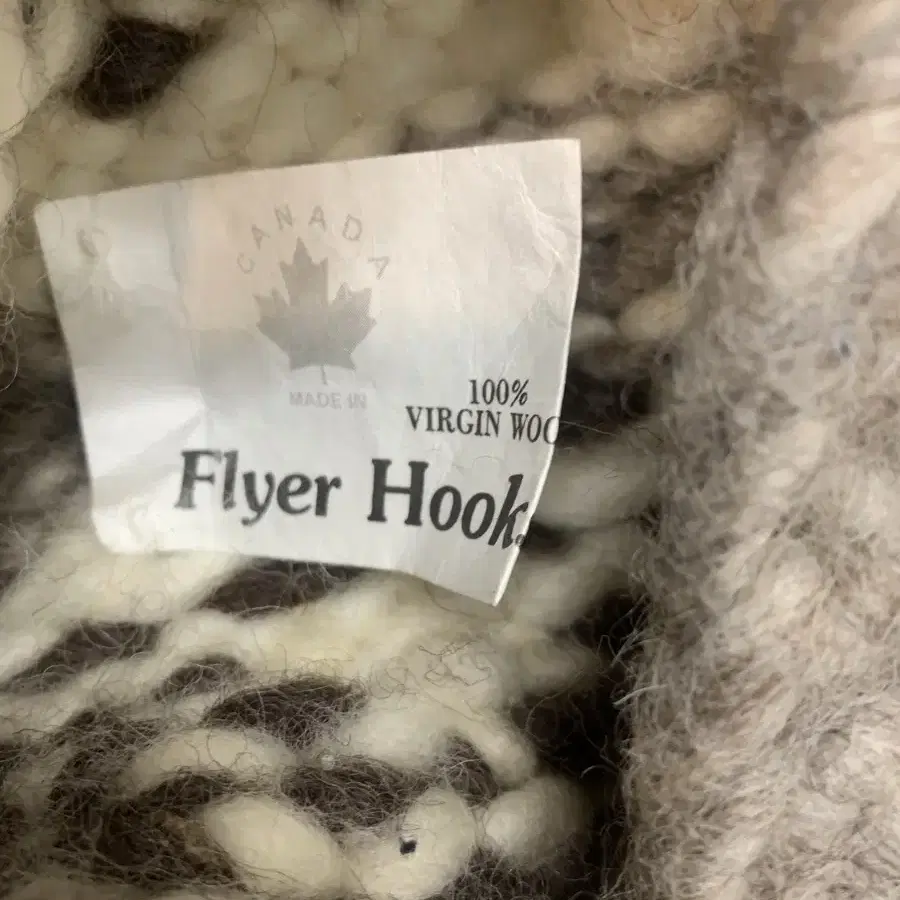 CANADA
MADE IN
100%
VIRGIN WOO
Flyer Hook.